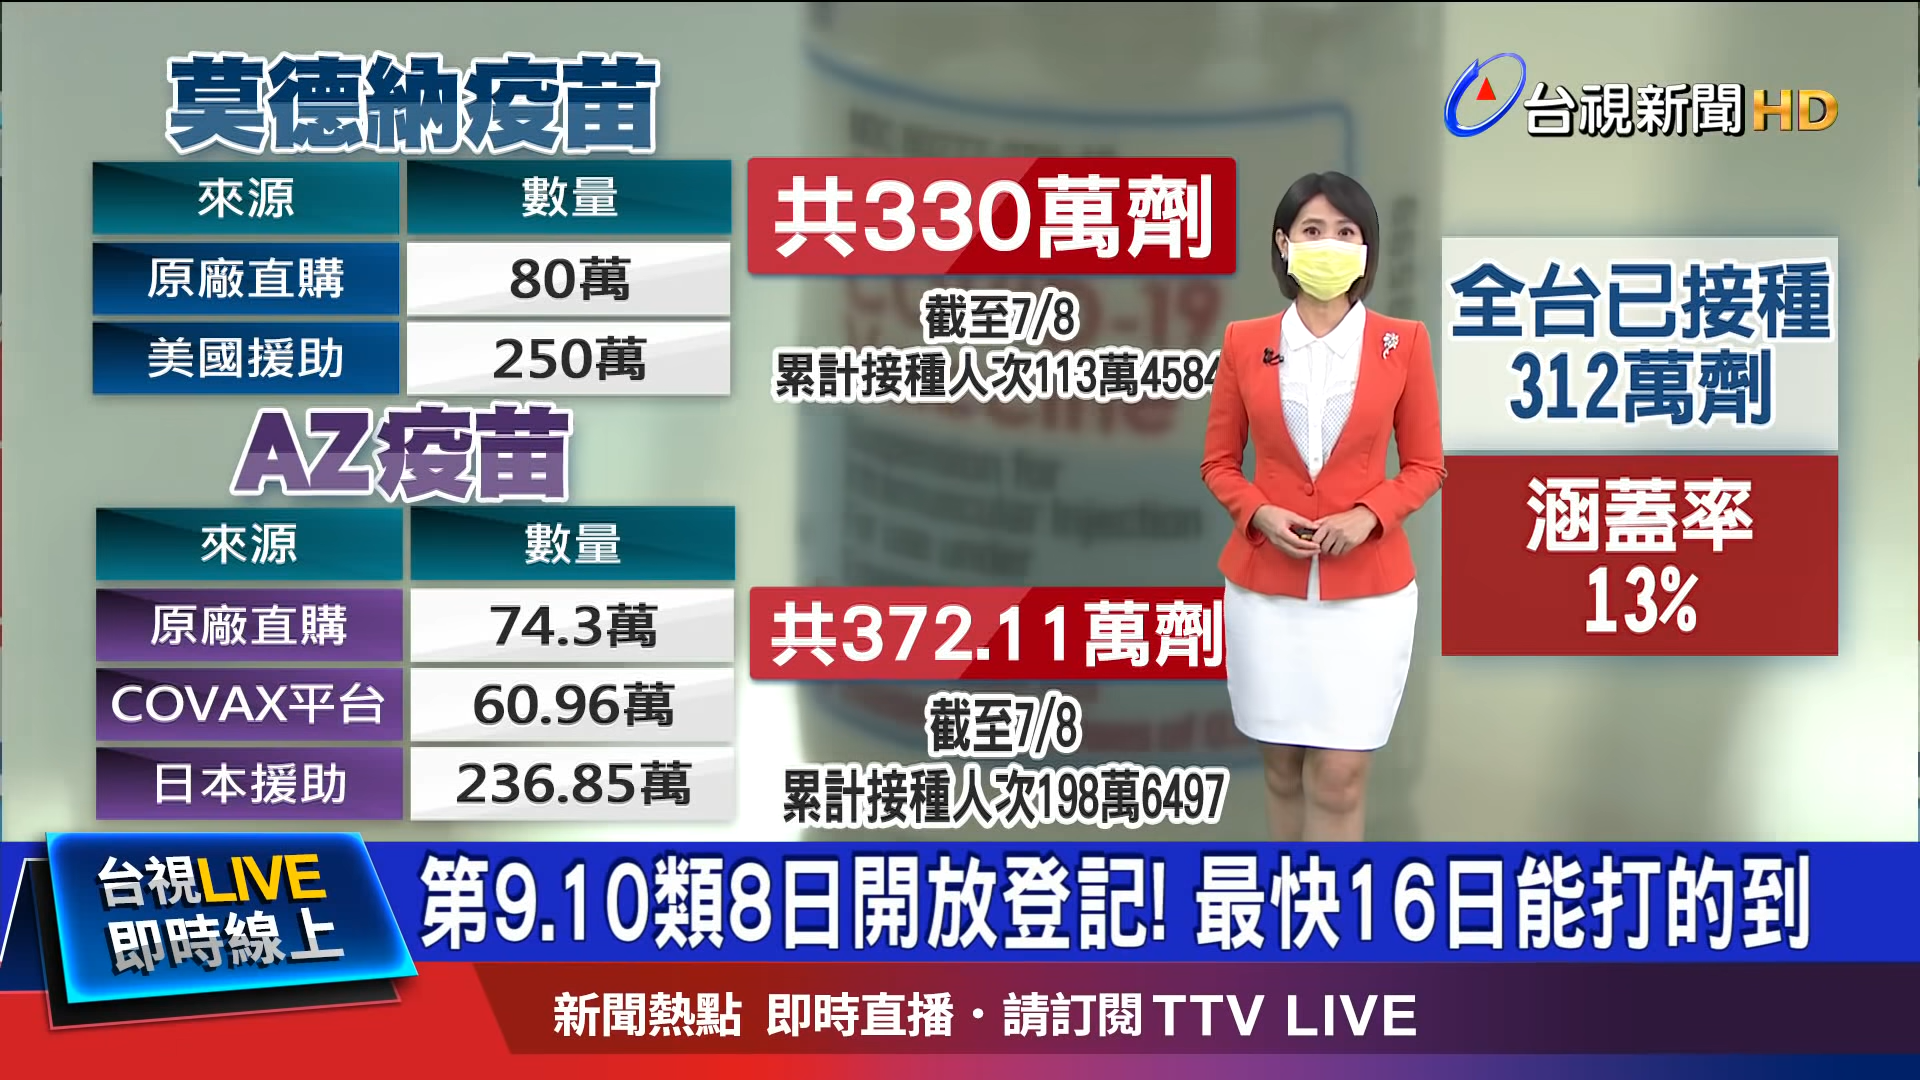 莫德納疫苗
來源 數量
原廠直購 80萬
美國援助 250萬
共330萬劑
截至7/8
累計接種人次113萬4584
AZ疫苗
來源 數量
原廠直購 74.3萬
COVAX平台 60.96萬
日本援助 236.85萬
共372.11萬劑
截至7/8
累計接種人次198萬6497
台視新聞HD
全台已接種
312萬劑
涵蓋率
13%
台視LIVE
即時線上
第9.10類8日開放登記! 最快16日能打的到
新聞熱點 即時直播・請訂閱TTV LIVE